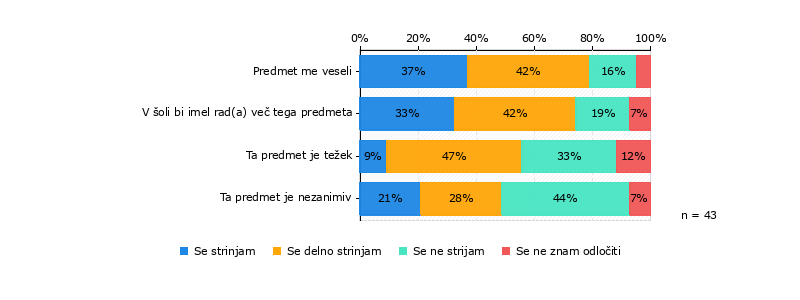 0% 20% 40% 60% 80% 100%
Predmet me veseli 37% 42% 16%
V šoli bi imel rad(a) več tega predmeta 33% 42% 19% 7%
Ta predmet je težek 9% 47% 33% 12%
Ta predmet je nezanimiv 21% 28% 44% 7%
n = 43
Se strinjam Se delno strinjam Se ne strijam Se ne znam odločiti